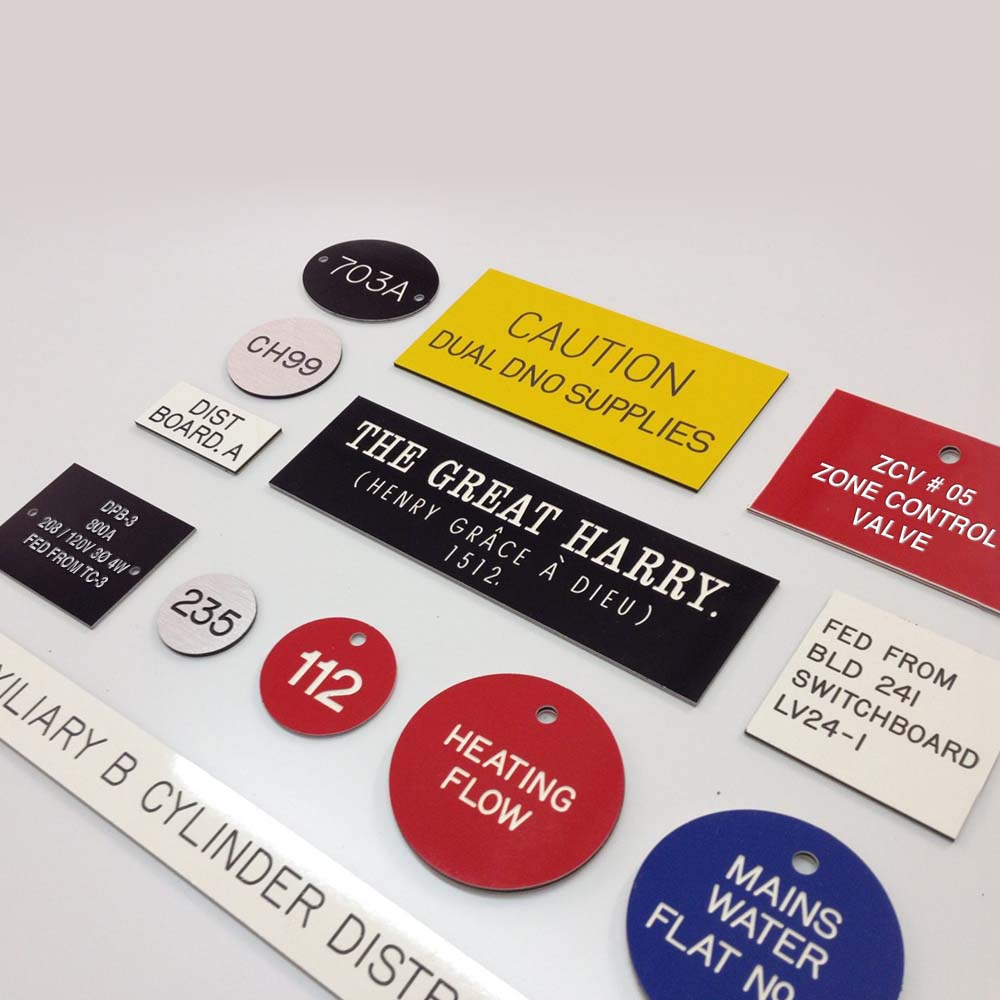 703A
CAUTION
DUAL DNO SUPPLIES
CH99
DIST
BOARD. A
THE GREAT HARRY.
(HENRY GRÂCE À DIEU)
1512.
ZCV # 05
ZONE CONTROL
VALVE
DPB-3
800A
208 / 120V 3Ø 4W
FED FROM TC-3
235
112
HEATING
FLOW
FED FROM
BLD 241
SWITCHBOARD
LV24-1
XILIARY B CYLINDER DISTR
MAINS
WATER
FLAT Nº